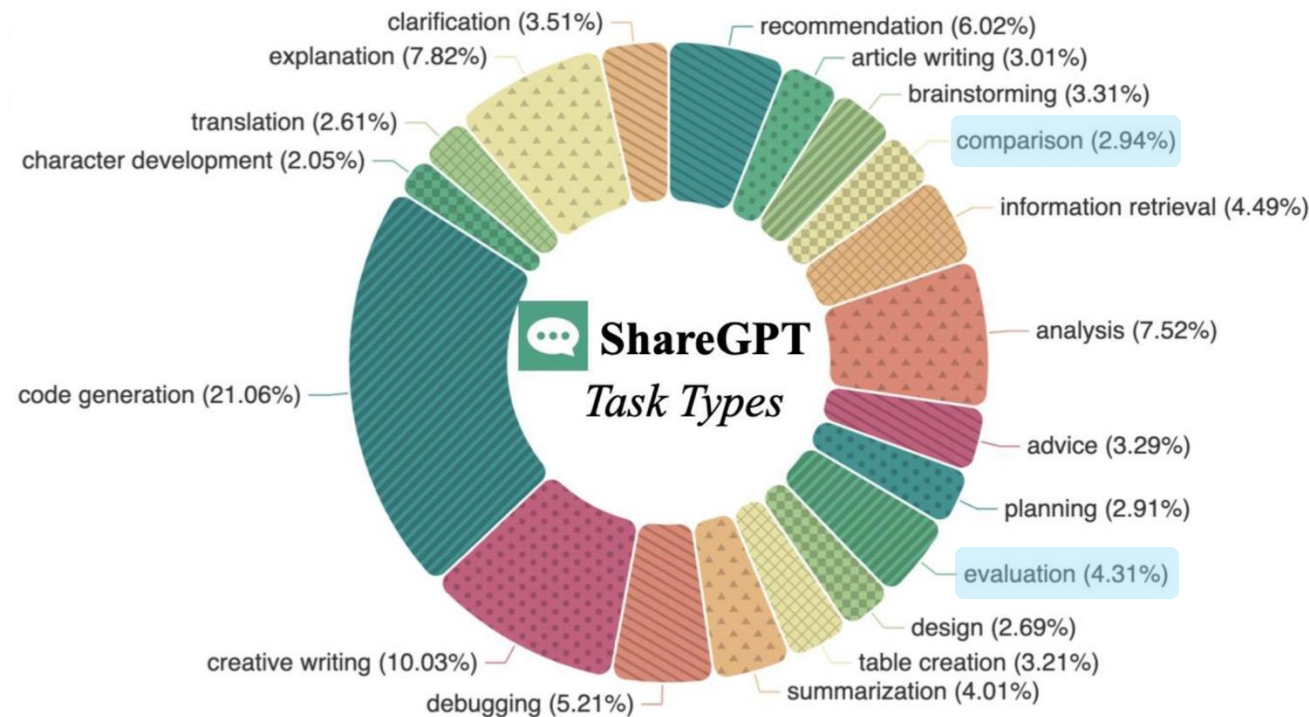 clarification (3.51%)
recommendation (6.02%)
explanation (7.82%)
article writing (3.01%)
brainstorming (3.31%)
translation (2.61%)
comparison (2.94%)
character development (2.05%)
information retrieval (4.49%)
ShareGPT
Task Types
analysis (7.52%)
code generation (21.06%)
advice (3.29%)
planning (2.91%)
evaluation (4.31%)
design (2.69%)
creative writing (10.03%)
table creation (3.21%)
summarization (4.01%)
debugging (5.21%)